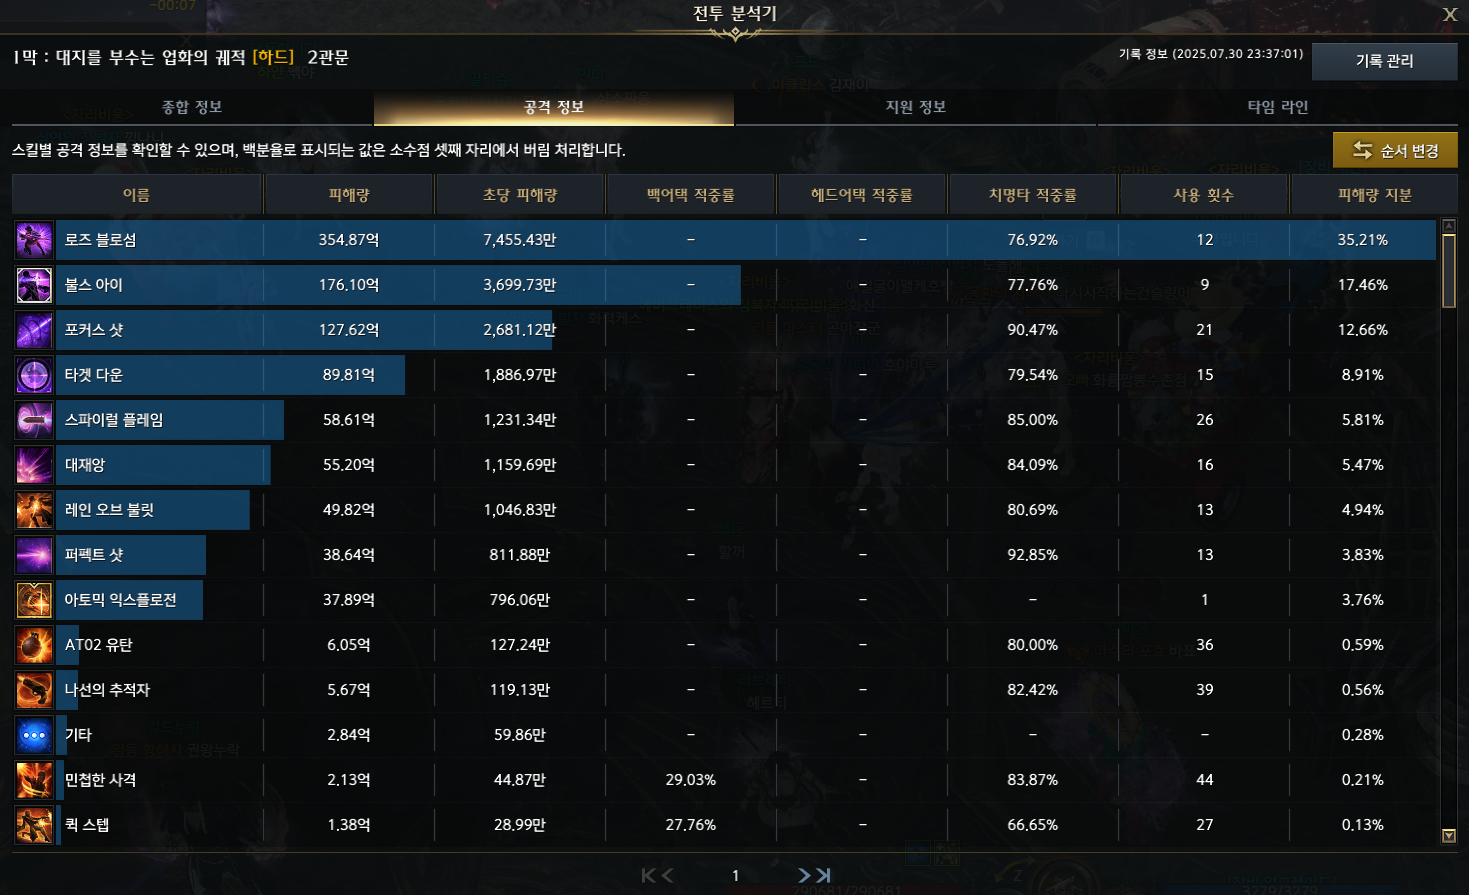 -00:07
전투 분석기
X
1막 : 대지를 부수는 업화의 궤적 [하드] 2관문
기록 정보 (2025.07.30 23:37:01)
기록 관리
종합 정보 공격 정보 지원 정보 타임 라인
스킬별 공격 정보를 확인할 수 있으며, 백분율로 표시되는 값은 소수점 셋째 자리에서 버림 처리합니다.
순서 변경
이름 피해량 초당 피해량 백어택 적중률 헤드어택 적중률 치명타 적중률 사용 횟수 피해량 지분
로즈 블로섬 354.87억 7,455.43만 - - 76.92% 12 35.21%
불스 아이 176.10억 3,699.73만 - - 77.76% 9 17.46%
포커스 샷 127.62억 2,681.12만 - - 90.47% 21 12.66%
타겟 다운 89.81억 1,886.97만 - - 79.54% 15 8.91%
스파이럴 플레임 58.61억 1,231.34만 - - 85.00% 26 5.81%
대재앙 55.20억 1,159.69만 - - 84.09% 16 5.47%
레인 오브 불릿 49.82억 1,046.83만 - - 80.69% 13 4.94%
퍼펙트 샷 38.64억 811.88만 - - 92.85% 13 3.83%
아토믹 익스플로전 37.89억 796.06만 - - - 1 3.76%
AT02 유탄 6.05억 127.24만 - - 80.00% 36 0.59%
나선의 추적자 5.67억 119.13만 - - 82.42% 39 0.56%
기타 2.84억 59.86만 - - - - 0.28%
민첩한 사격 2.13억 44.87만 29.03% - 83.87% 44 0.21%
퀵 스텝 1.38억 28.99만 27.76% - 66.65% 27 0.13%
1
290681/290681
3279/3279